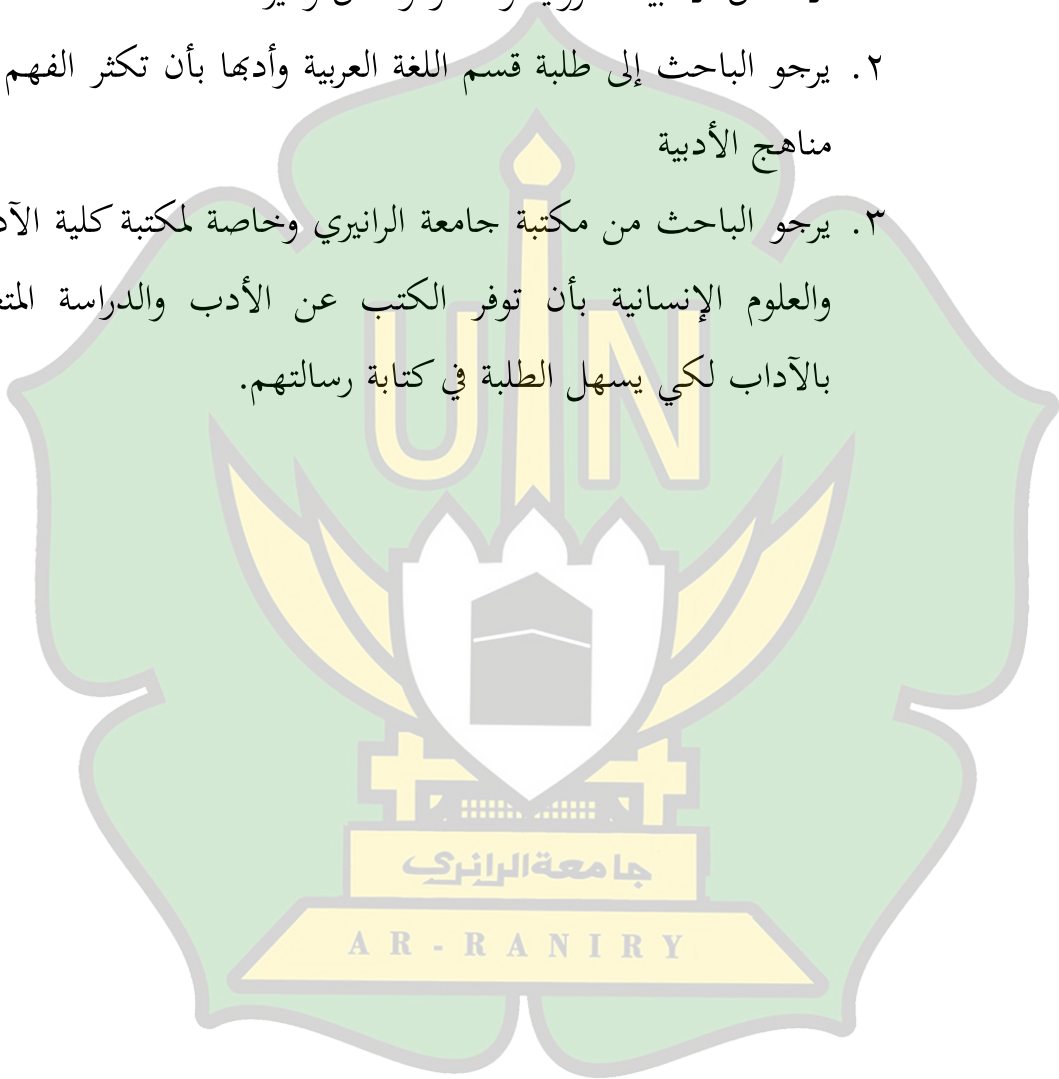 ٢. يرجو الباحث إلى طلبة قسم اللغة العربية وأدبها بأن تكثر الفهم
مناهج الأدبية
٣. يرجو الباحث من مكتبة جامعة الرانيري وخاصة لمكتبة كلية
والعلوم الإنسانية بأن توفر الكتب عن الأدب والدراسة
بالآداب لكي يسهل الطلبة في كتابة رسالتهم.
UIN
جامعة الرانري
AR-RANIRY